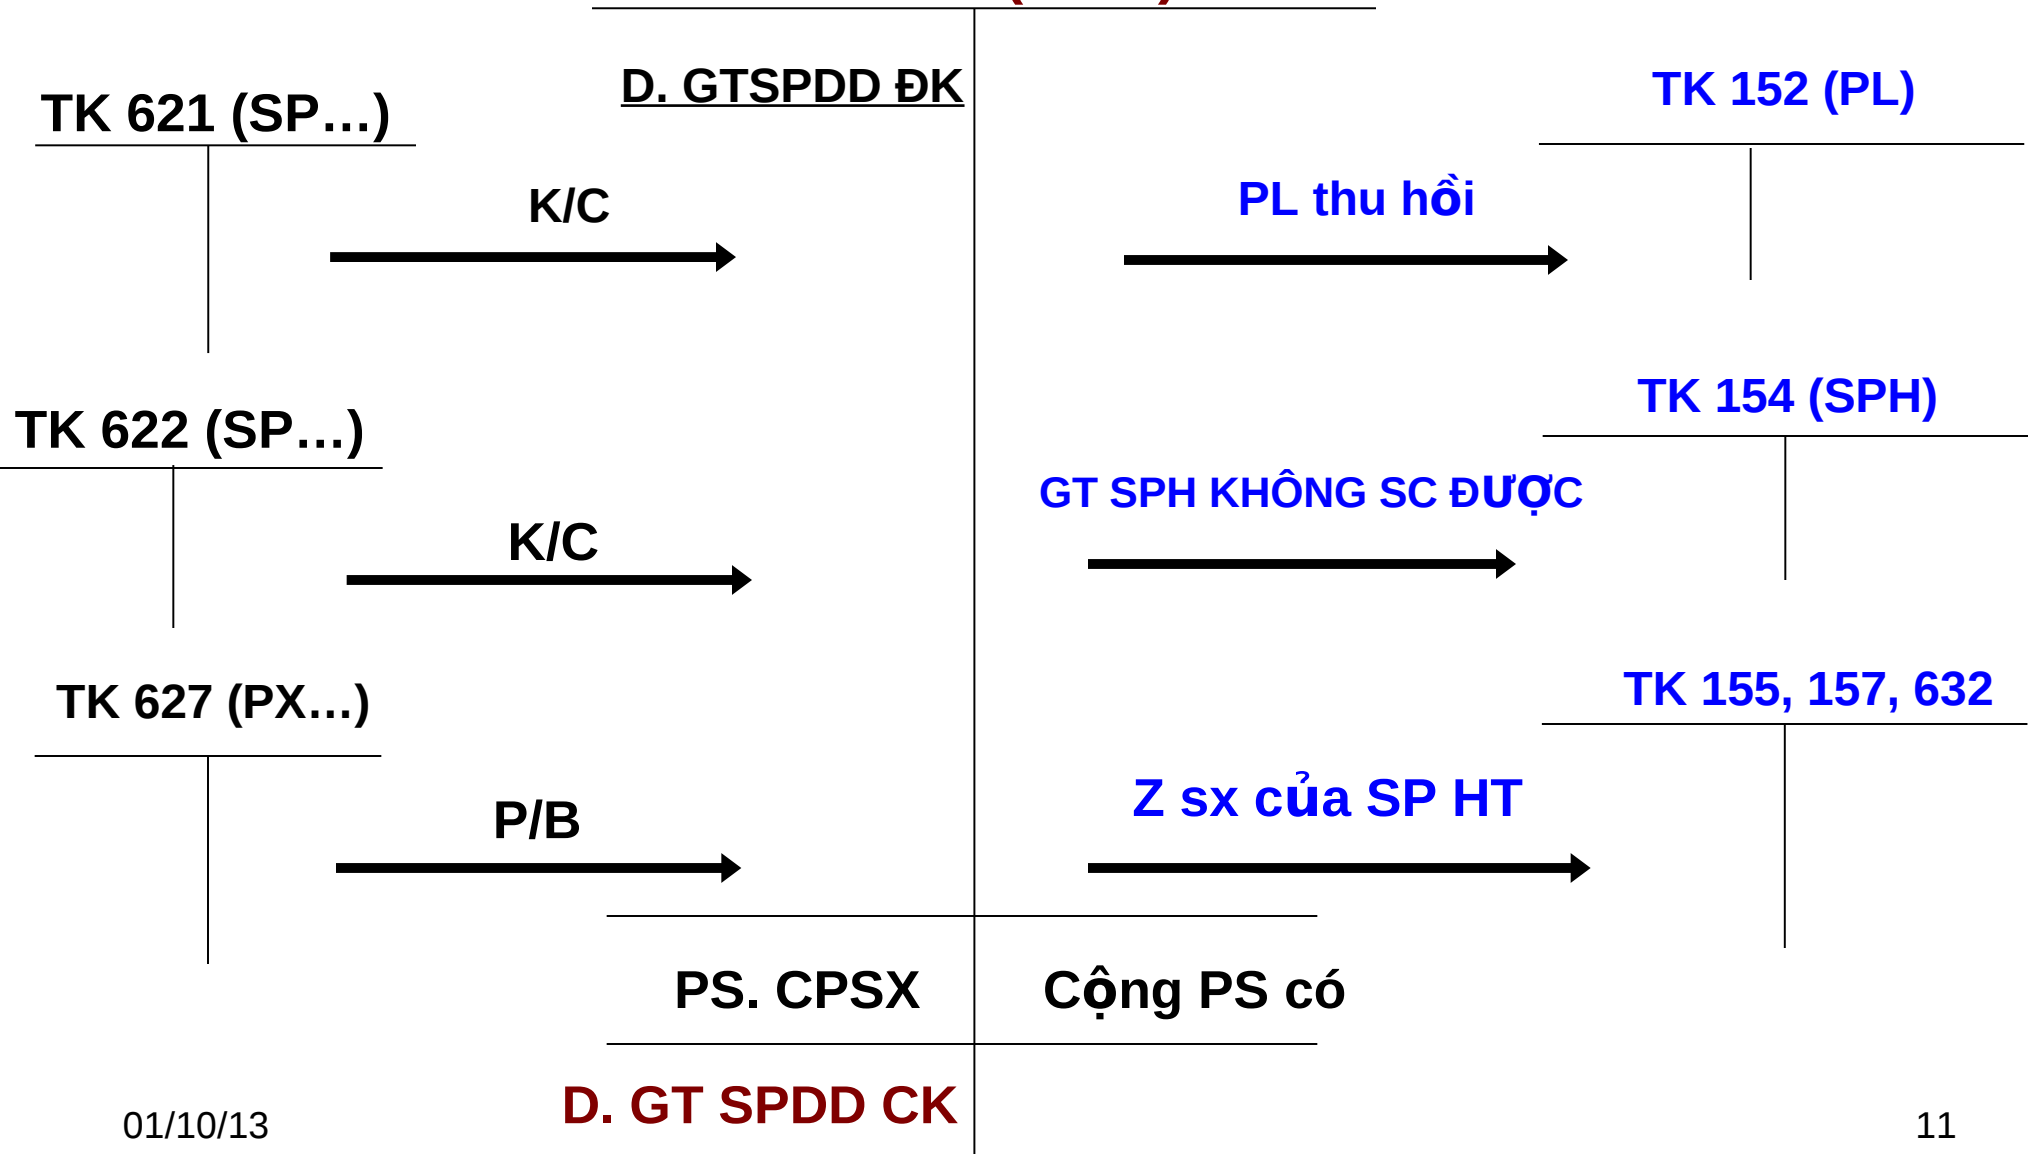 D. GTSPDD ĐK
TK 621 (SP…)
K/C
TK 152 (PL)
PL thu hồi
TK 622 (SP…)
K/C
TK 154 (SPH)
GT SPH KHÔNG SC ĐƯỢC
TK 627 (PX…)
P/B
TK 155, 157, 632
Z sx của SP HT
PS. CPSX
Cộng PS có
D. GT SPDD CK
01/10/13
11